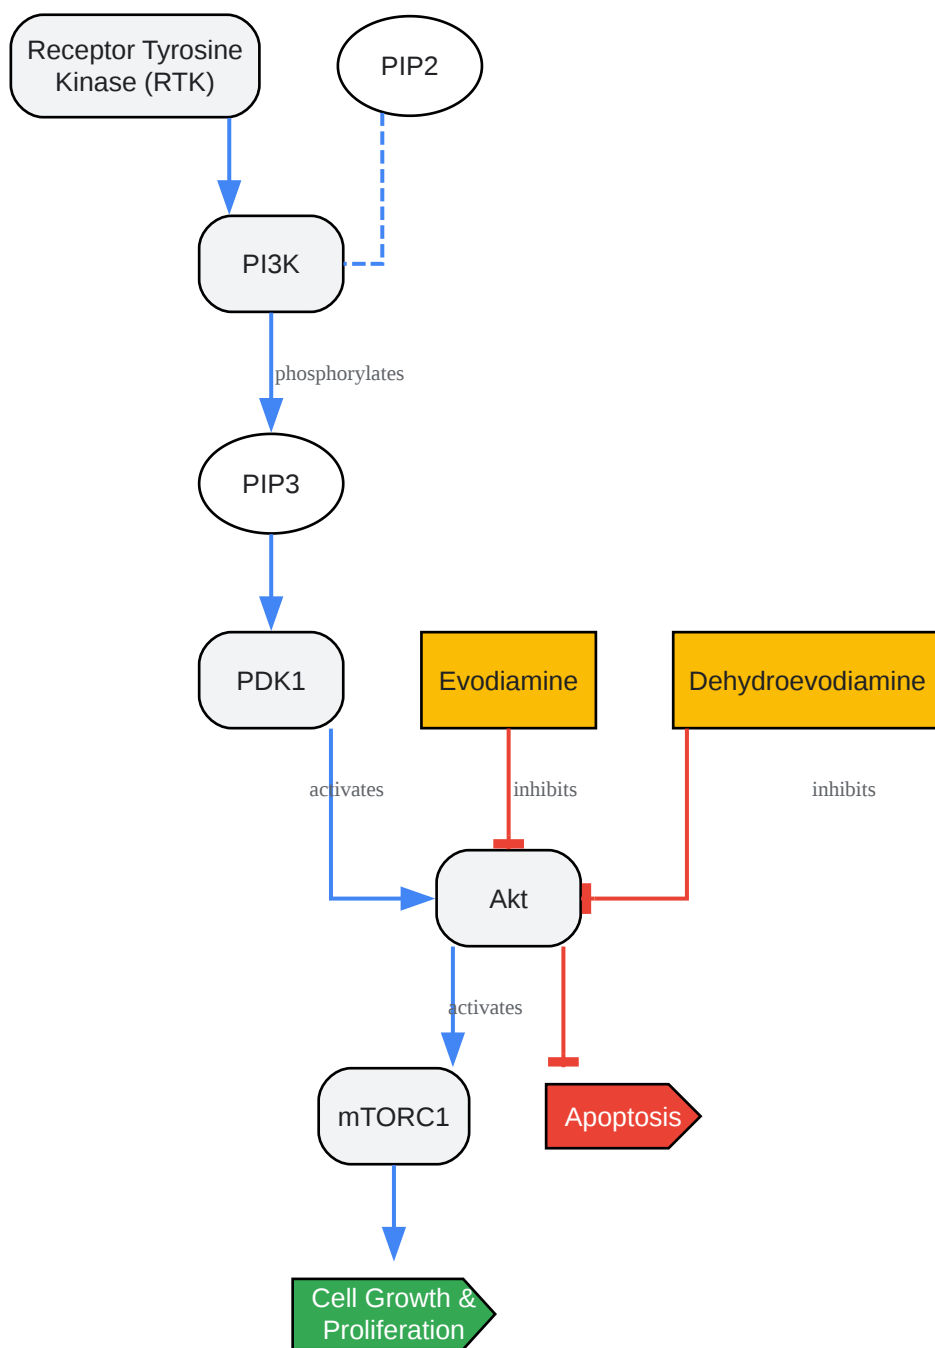 Receptor Tyrosine
Kinase (RTK)
PIP2
PI3K
phosphorylates
PIP3
PDK1
Evodiamine
Dehydroevodiamine
activates
inhibits
inhibits
Akt
activates
mTORC1
Apoptosis
Cell Growth &
Proliferation